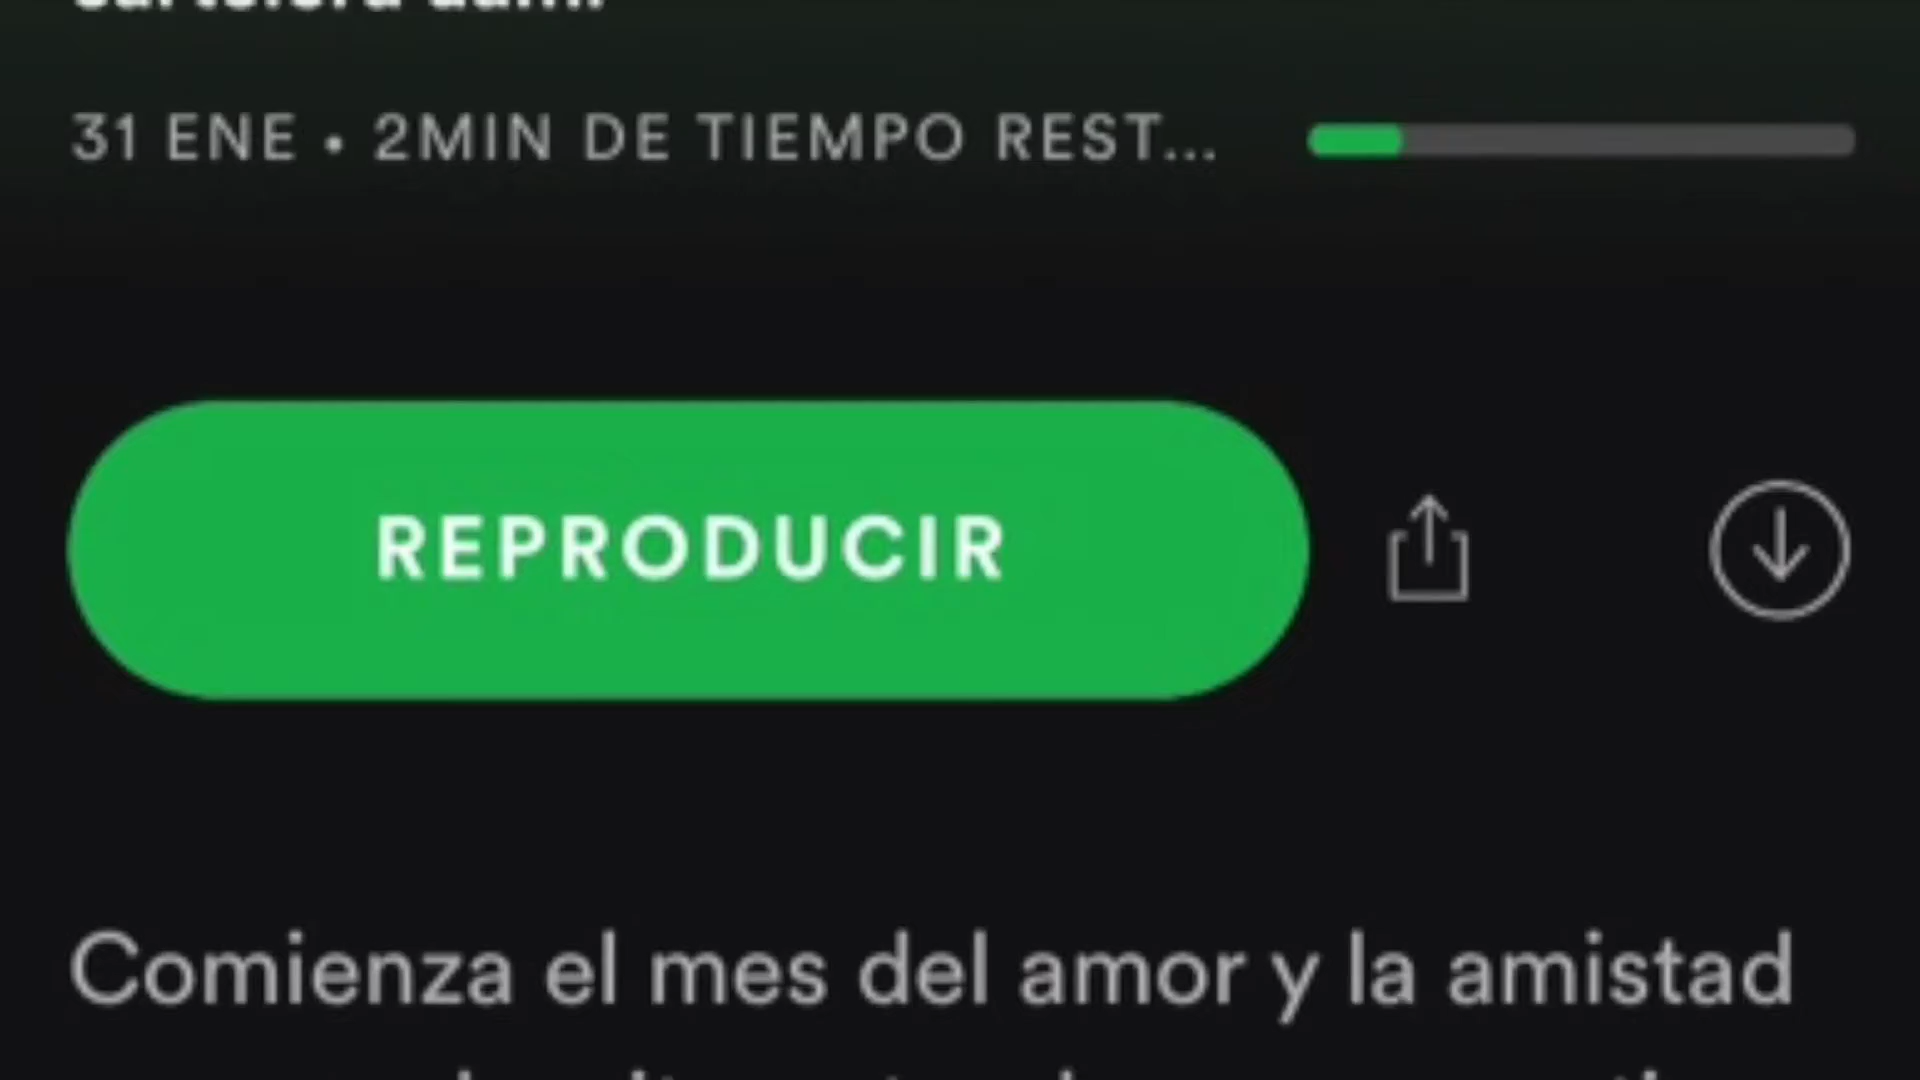 31 ENE • 2MIN DE TIEMPO REST...
REPRODUCIR
Comienza el mes del amor y la amistad